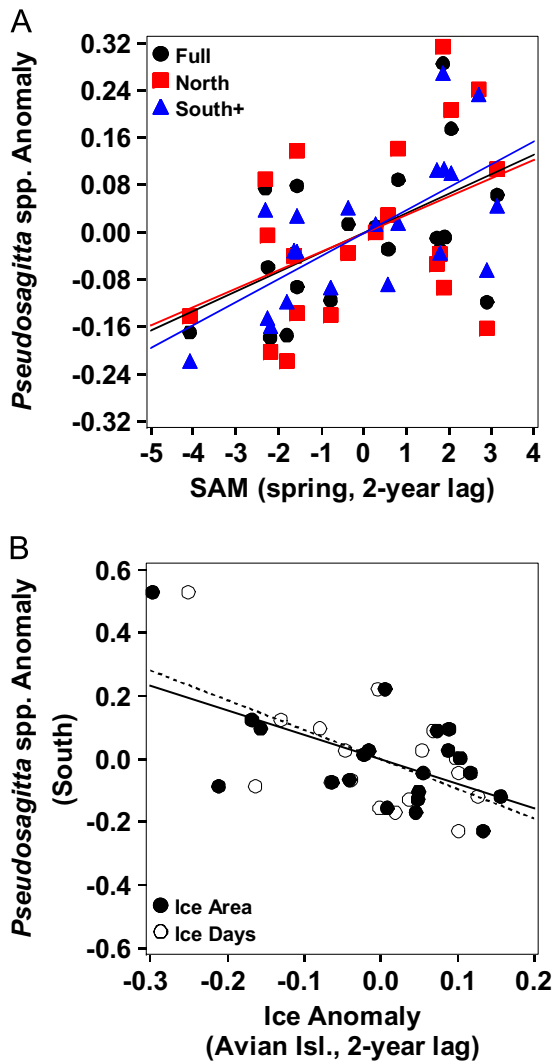 A
Pseudosagitta spp. Anomaly
0.32
0.24
0.16
0.08
0.00
-0.08
-0.16
-0.24
-0.32
Full
North
South+
-5 -4 -3 -2 -1 0 1 2 3 4
SAM (spring, 2-year lag)
B
Pseudosagitta spp. Anomaly
(South)
0.6
0.4
0.2
0.0
-0.2
-0.4
-0.6
Ice Area
Ice Days
-0.3 -0.2 -0.1 0.0 0.1 0.2
Ice Anomaly
(Avian Isl., 2-year lag)